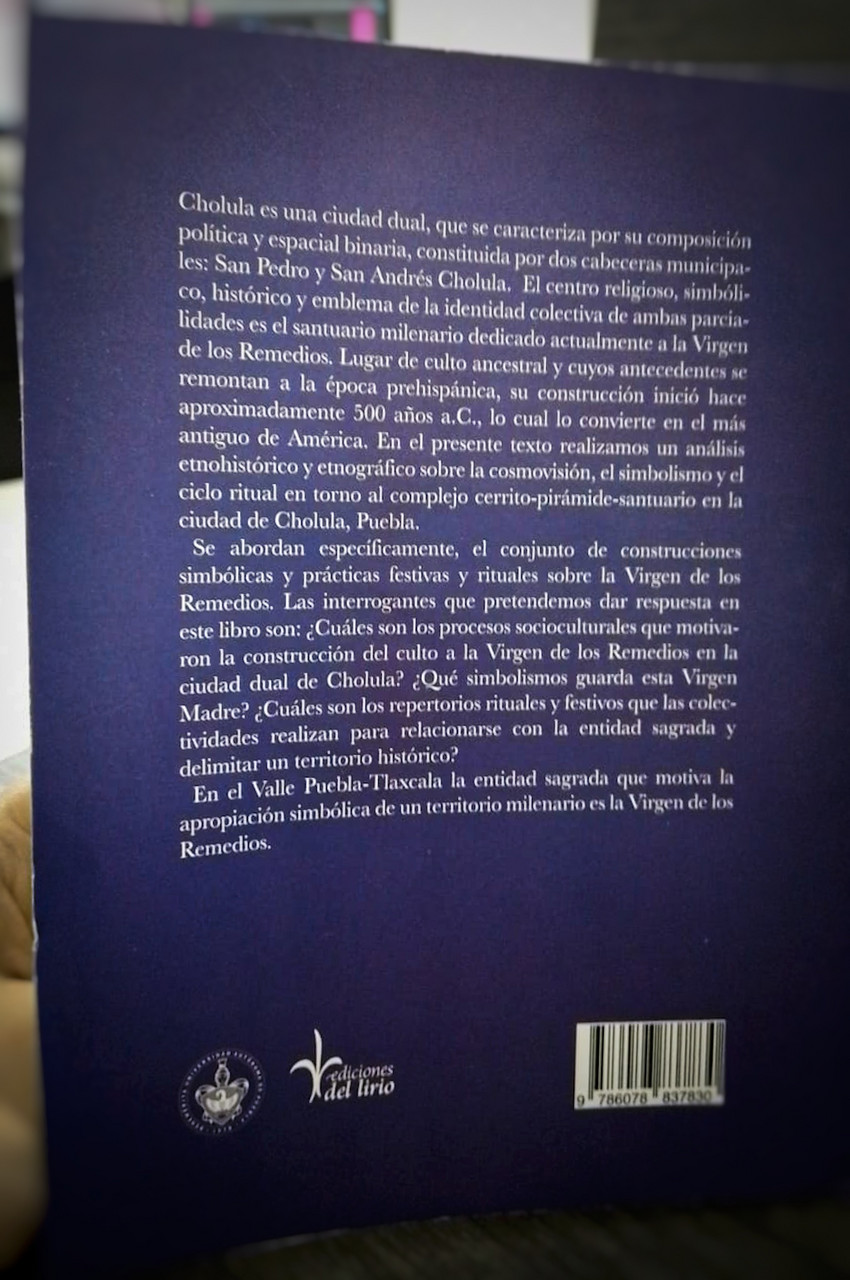 Cholula es una ciudad dual, que se caracteriza por su composición
política y espacial binaria, constituida por dos cabeceras municipa-
les: San Pedro y San Andrés Cholula. El centro religioso, simbóli-
co, histórico y emblema de la identidad colectiva de ambas parcia-
lidades es el santuario milenario dedicado actualmente a la Virgen
de los Remedios. Lugar de culto ancestral y cuyos antecedentes se
remontan a la época prehispánica, su construcción inició hace
aproximadamente 500 años a.C., lo cual lo convierte en el más
antiguo de América. En el presente texto realizamos un análisis
etnohistórico y etnográfico sobre la cosmovisión, el simbolismo y el
ciclo ritual en torno al complejo cerrito-pirámide-santuario en la
ciudad de Cholula, Puebla.
Se abordan específicamente, el conjunto de construcciones
simbólicas y prácticas festivas y rituales sobre la Virgen de los
Remedios. Las interrogantes que pretendemos dar respuesta en
este libro son: ¿Cuáles son los procesos socioculturales que motiva-
ron la construcción del culto a la Virgen de los Remedios en la
ciudad dual de Cholula? ¿Qué simbolismos guarda esta Virgen
Madre? ¿Cuáles son los repertorios rituales y festivos que las colec-
tividades realizan para relacionarse con la entidad sagrada y
delimitar un territorio histórico?
En el Valle Puebla-Tlaxcala la entidad sagrada que motiva la
apropiación simbólica de un territorio milenario es la Virgen de los
Remedios.
ediciones
del lirio
9 786078 837830